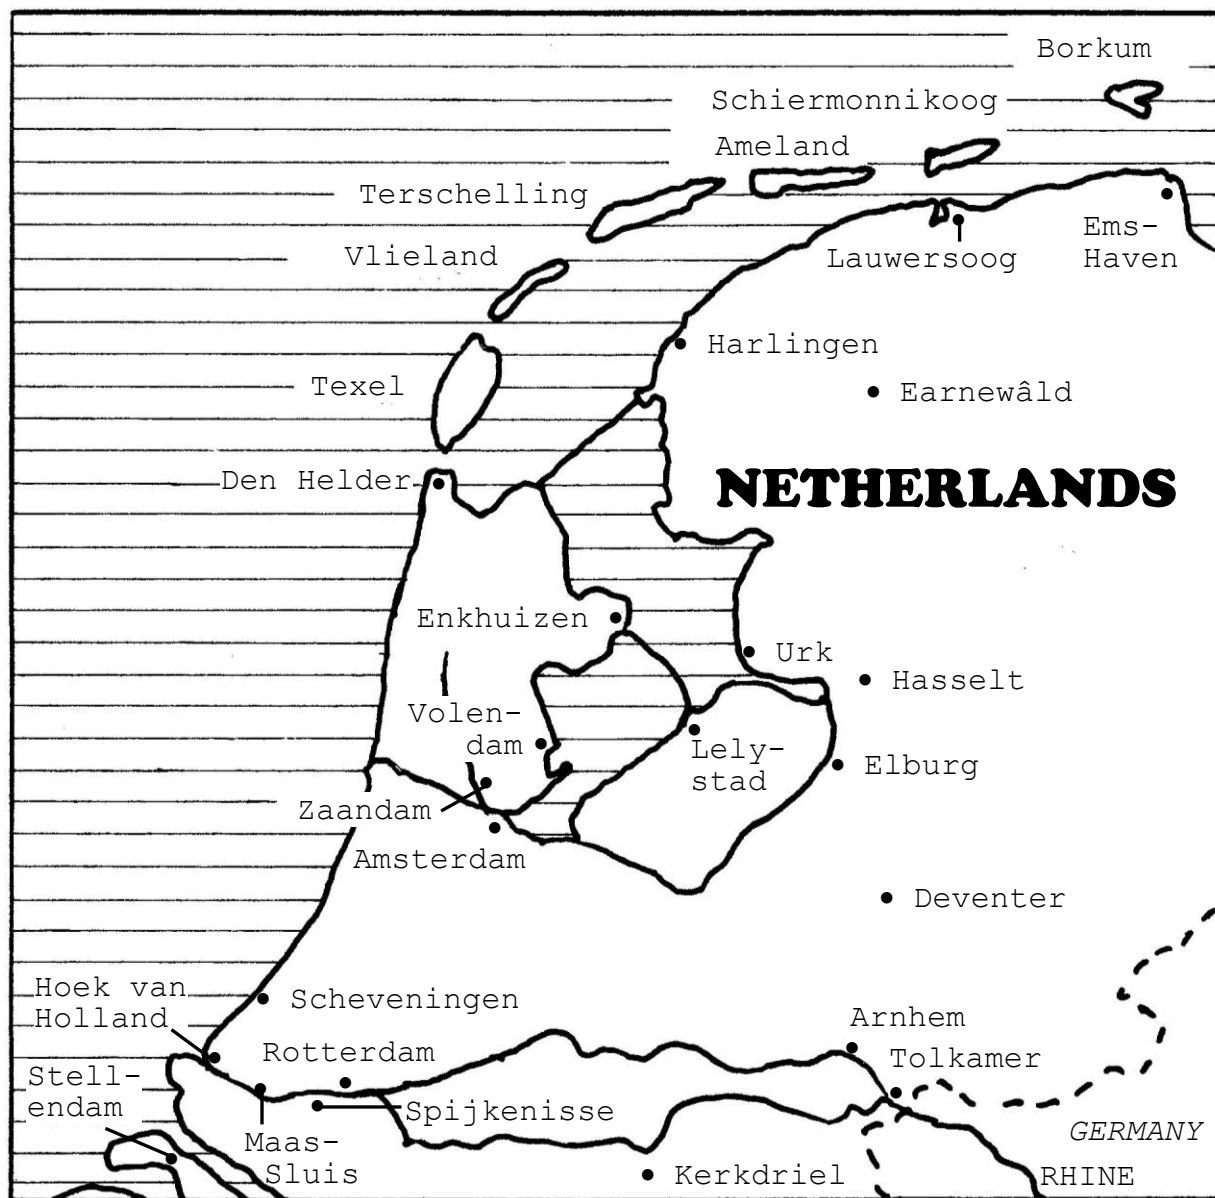 Borkum
Schiermonnikoog
Ameland
Terschelling
Ems-
Haven
Vlieland
Lauwersoog
Harlingen
Texel
Earnewâld
Den Helder
NETHERLANDS
Enkhuizen
Urk
Hasselt
Volen-
dam
Lely-
stad
Elburg
Zaandam
Amsterdam
Deventer
Hoek van
Holland
Scheveningen
Arnhem
Rotterdam
Tolkamer
Stell-
endam
Spijkenisse
Maas-
Sluis
GERMANY
Kerkdriel
RHINE